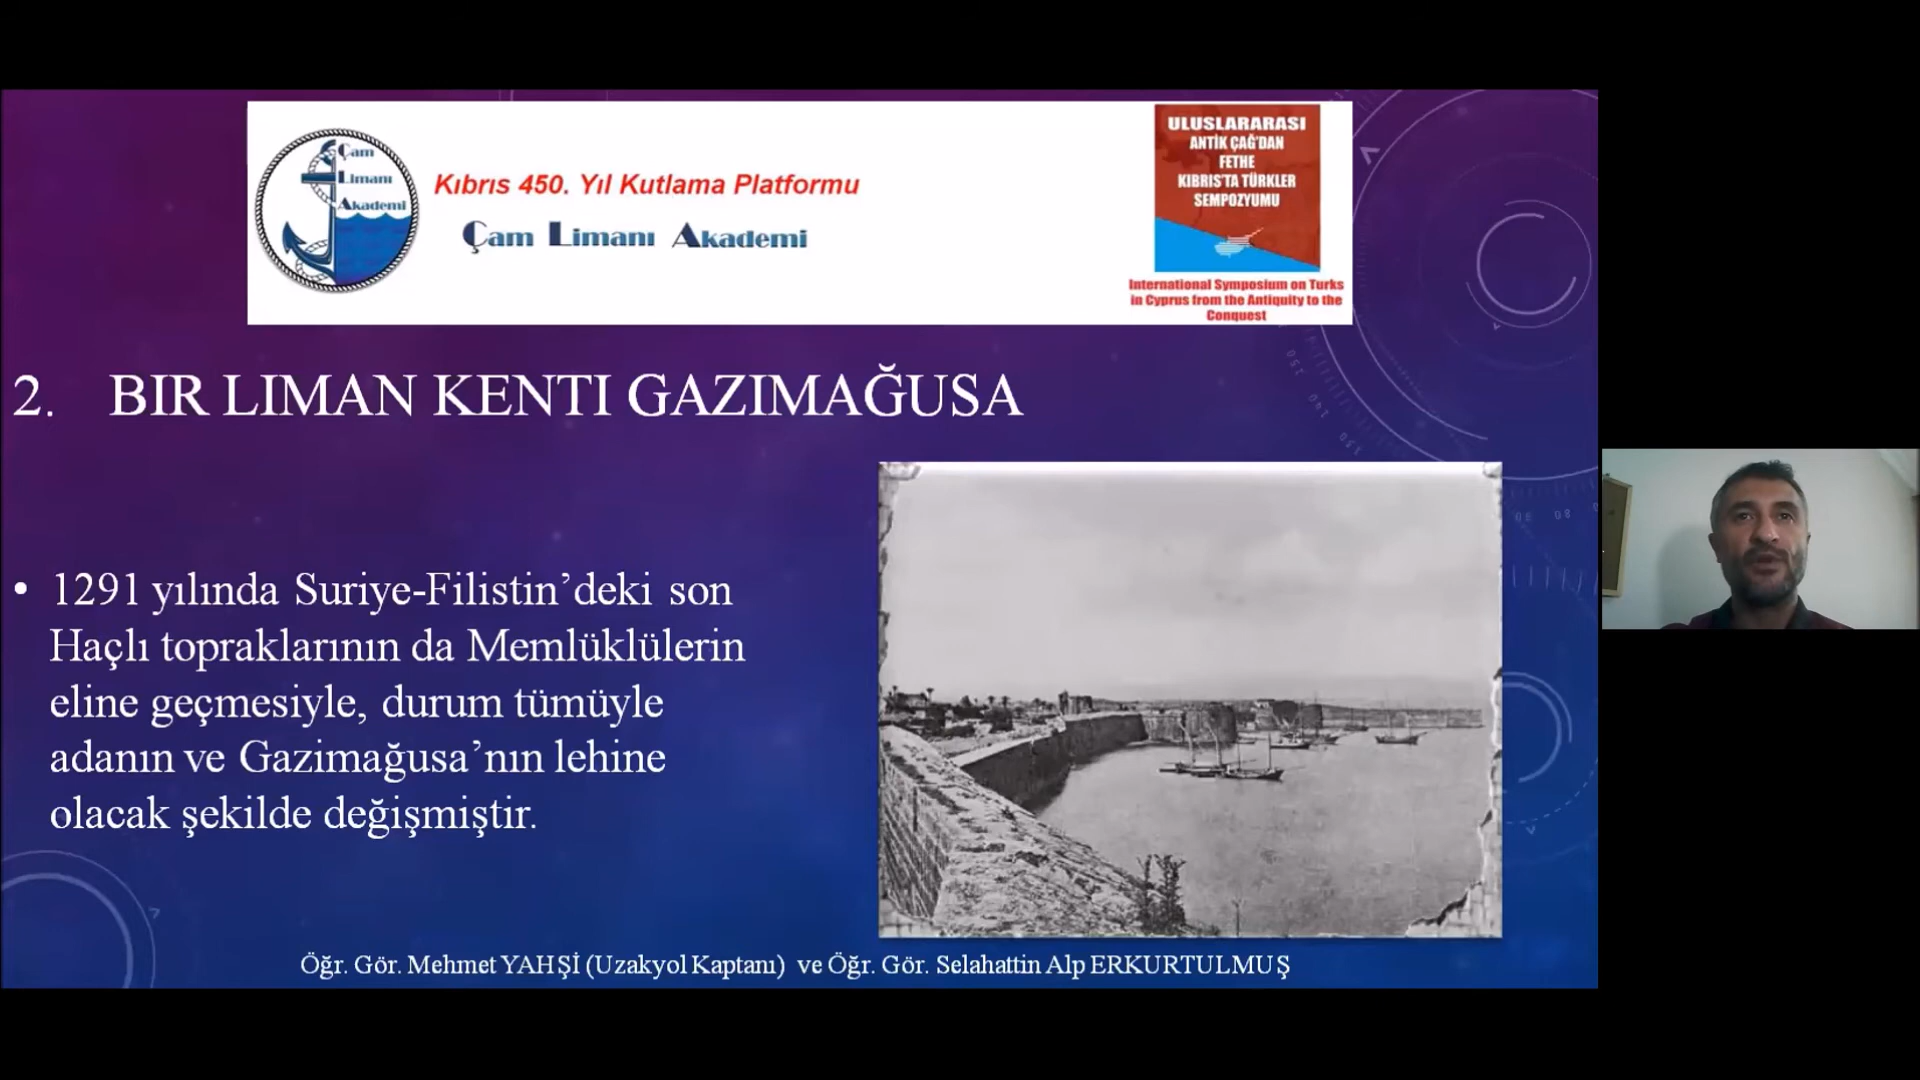 Çam
Limanı
Akademi
Kıbrıs 450. Yıl Kutlama Platformu
Çam Limanı Akademi
ULUSLARARASI
ANTİK ÇAĞ'DAN
FETHE
KIBRIS'TA TÜRKLER
SEMPOZYUMU
International Symposium on Turks
in Cyprus from the Antiquity to the
Conquest
2. BIR LIMAN KENTI GAZIMAĞUSA
• 1291 yılında Suriye-Filistin’deki son
Haçlı topraklarının da Memlüklülerin
eline geçmesiyle, durum tümüyle
adanın ve Gazimağusa’nın lehine
olacak şekilde değişmiştir.
Öğr. Gör. Mehmet YAHŞİ (Uzakyol Kaptanı) ve Öğr. Gör. Selahattin Alp ERKURTULMUŞ